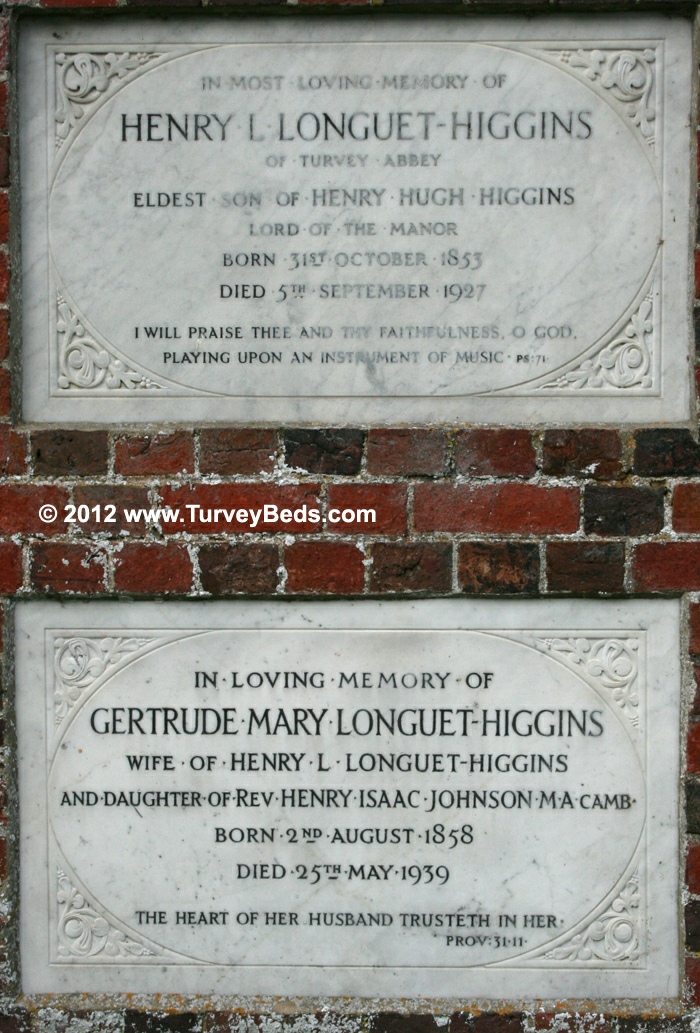 IN · MOST · LOVING · MEMORY · OF
HENRY · L · LONGUET-HIGGINS
OF · TURVEY · ABBEY
ELDEST · SON · OF · HENRY · HUGH · HIGGINS
LORD · OF · THE · MANOR
BORN · 31ST · OCTOBER · 1853
DIED · 5TH · SEPTEMBER · 1927
I WILL PRAISE THEE AND THY FAITHFULNESS, O GOD,
PLAYING UPON AN INSTRUMENT OF MUSIC · PS:71
© 2012 www.TurveyBeds.com
IN · LOVING · MEMORY · OF
GERTRUDE · MARY · LONGUET-HIGGINS
WIFE · OF · HENRY · L · LONGUET-HIGGINS
AND · DAUGHTER · OF · REV · HENRY · ISAAC · JOHNSON · M·A · CAMB ·
BORN · 2ND · AUGUST · 1858
DIED · 25TH · MAY · 1939
THE HEART OF HER HUSBAND TRUSTETH IN HER ·
PROV: 31·11 ·